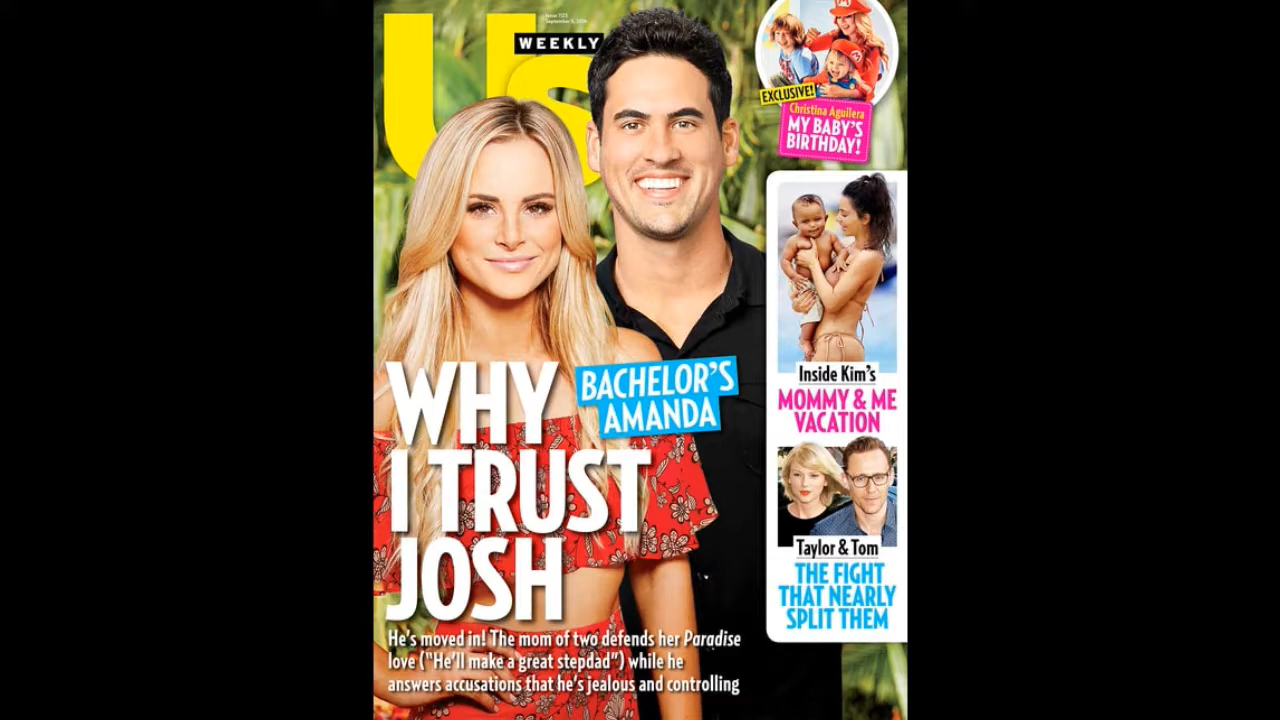 Us
WEEKLY
EXCLUSIVE!
Christina Aguilera
MY BABY'S
BIRTHDAY!
Inside Kim's
MOMMY & ME
VACATION
Taylor & Tom
THE FIGHT
THAT NEARLY
SPLIT THEM
BACHELOR'S
AMANDA
WHY
I TRUST
JOSH
He's moved in! The mom of two defends her Paradise
love ("He'll make a great stepdad") while he
answers accusations that he's jealous and controlling